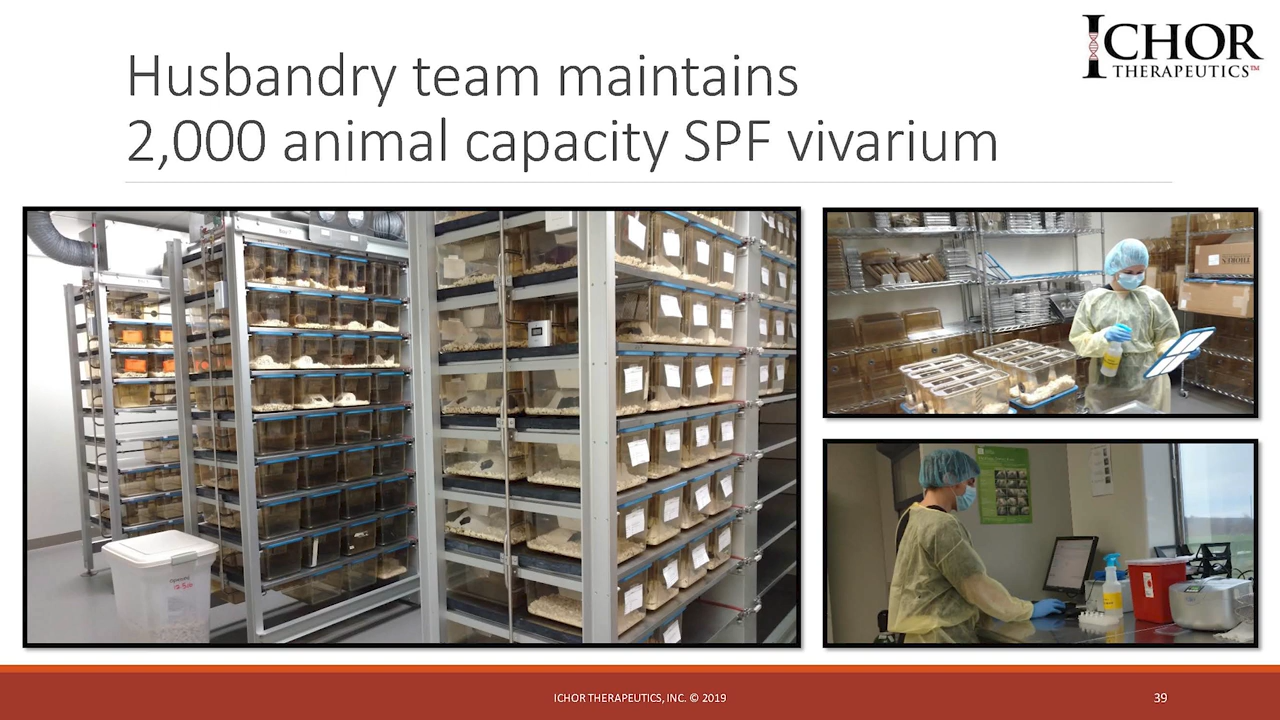 ICHOR
THERAPEUTICS™
Husbandry team maintains
2,000 animal capacity SPF vivarium
ICHOR THERAPEUTICS, INC. © 2019
39